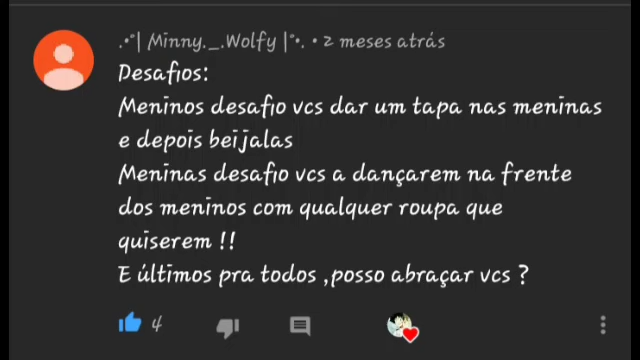 .•°| Minny._.Wolfy |°•. • 2 meses atrás
Desafios:
Meninos desafio vcs dar um tapa nas meninas
e depois beijalas
Meninas desafio vcs a dançarem na frente
dos meninos com qualquer roupa que
quiserem !!
E últimos pra todos ,posso abraçar vcs ?
4